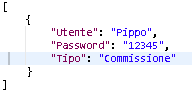 [
{
"Utente": "Pippo",
"Password": "12345",
"Tipo": "Commissione"
}
]